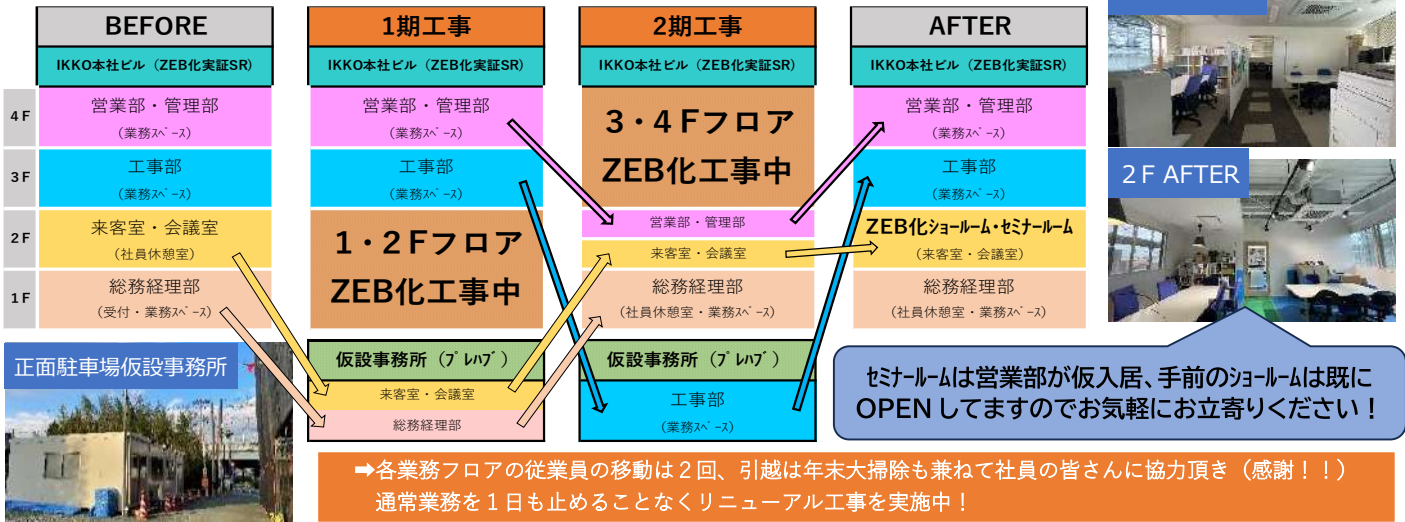 BEFORE
IKKO本社ビル（ZEB化実証SR）
4F
営業部・管理部
(業務ｽﾍﾟｰｽ)
3F
工事部
(業務ｽﾍﾟｰｽ)
2F
来客室・会議室
(社員休憩室)
1F
総務経理部
(受付・業務ｽﾍﾟｰｽ)
1期工事
IKKO本社ビル（ZEB化実証SR）
営業部・管理部
(業務ｽﾍﾟｰｽ)
工事部
(業務ｽﾍﾟｰｽ)
1・2Fフロア
ZEB化工事中
仮設事務所（ﾌﾟﾚﾊﾌﾞ）
来客室・会議室
総務経理部
2期工事
IKKO本社ビル（ZEB化実証SR）
3・4Fフロア
ZEB化工事中
営業部・管理部
来客室・会議室
総務経理部
(社員休憩室・業務ｽﾍﾟｰｽ)
仮設事務所（ﾌﾟﾚﾊﾌﾞ）
工事部
(業務ｽﾍﾟｰｽ)
AFTER
IKKO本社ビル（ZEB化実証SR）
営業部・管理部
(業務ｽﾍﾟｰｽ)
工事部
(業務ｽﾍﾟｰｽ)
ZEB化ｼｮールーム・ｾﾐﾅールーム
(来客室・会議室)
総務経理部
(社員休憩室・業務ｽﾍﾟｰｽ)
2F AFTER
正面駐車場仮設事務所
ｾﾐﾅールームは営業部が仮入居、手前のｼｮールームは既に
OPENしてますのでお気軽にお立寄りください！
➡各業務フロアの従業員の移動は２回、引越は年末大掃除も兼ねて社員の皆さんに協力頂き（感謝！！）
通常業務を１日も止めることなくリニューアル工事を実施中！